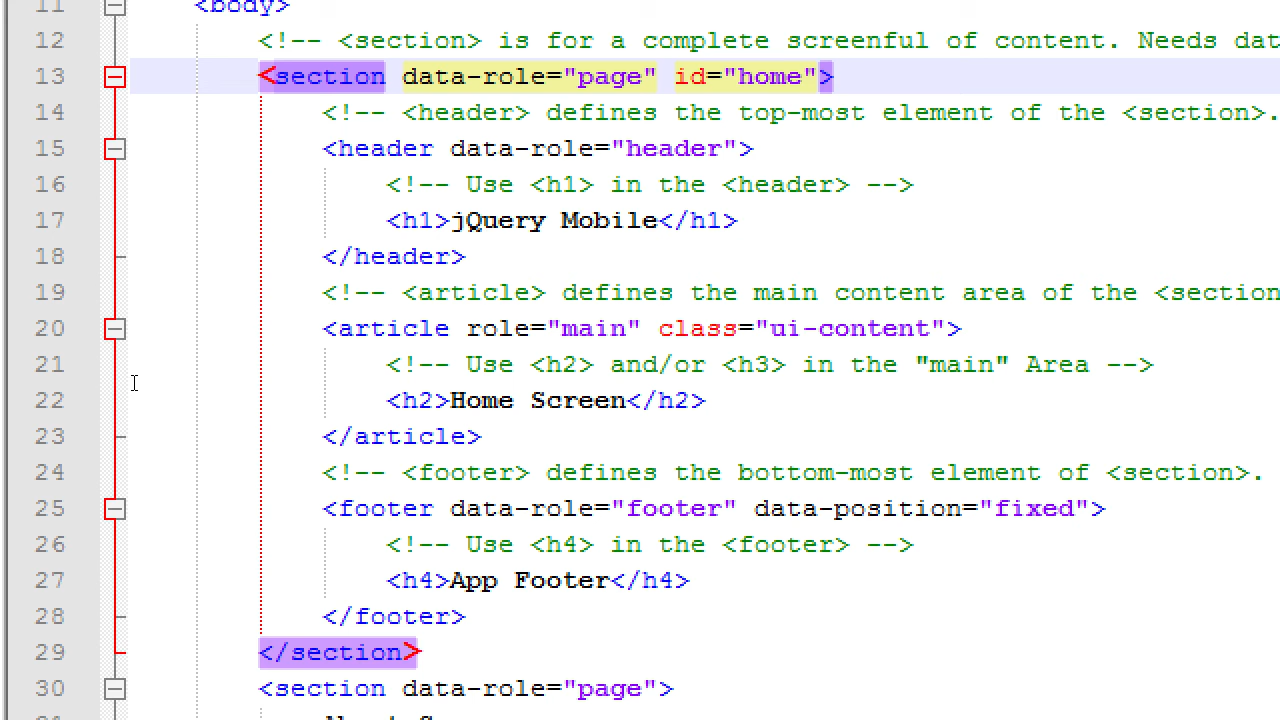 11 <body>
12 <!-- <section> is for a complete screenful of content. Needs dat
13 <section data-role="page" id="home">
14 <!-- <header> defines the top-most element of the <section>.
15 <header data-role="header">
16 <!-- Use <h1> in the <header> -->
17 <h1>jQuery Mobile</h1>
18 </header>
19 <!-- <article> defines the main content area of the <section
20 <article role="main" class="ui-content">
21 <!-- Use <h2> and/or <h3> in the "main" Area -->
22 <h2>Home Screen</h2>
23 </article>
24 <!-- <footer> defines the bottom-most element of <section>.
25 <footer data-role="footer" data-position="fixed">
26 <!-- Use <h4> in the <footer> -->
27 <h4>App Footer</h4>
28 </footer>
29 </section>
30 <section data-role="page">